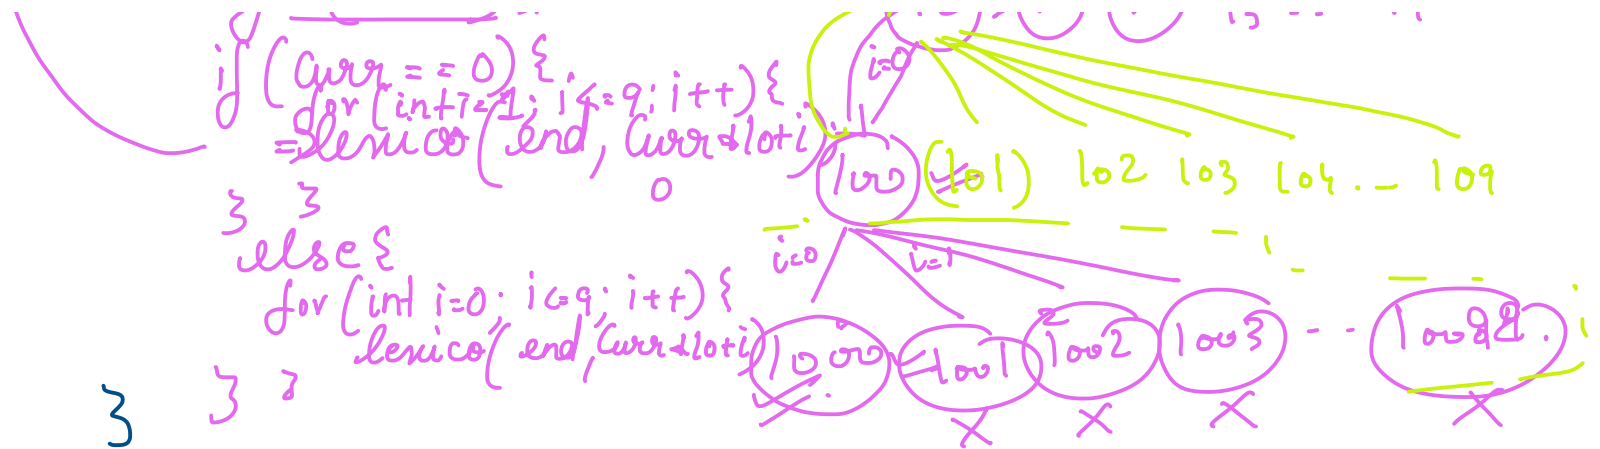 i=0
if (curr == 0) {
for (int i=1; i<=9; i++) {
=> lexico (end, curr*10+i);
0
100 (101) 102 103 104 . _ 109
} }
else {
i=0 i=1
for (int i=0; i<=9; i++) {
lexico (end, curr*10+i)
1000 1001 1002 1003 --
} }
}